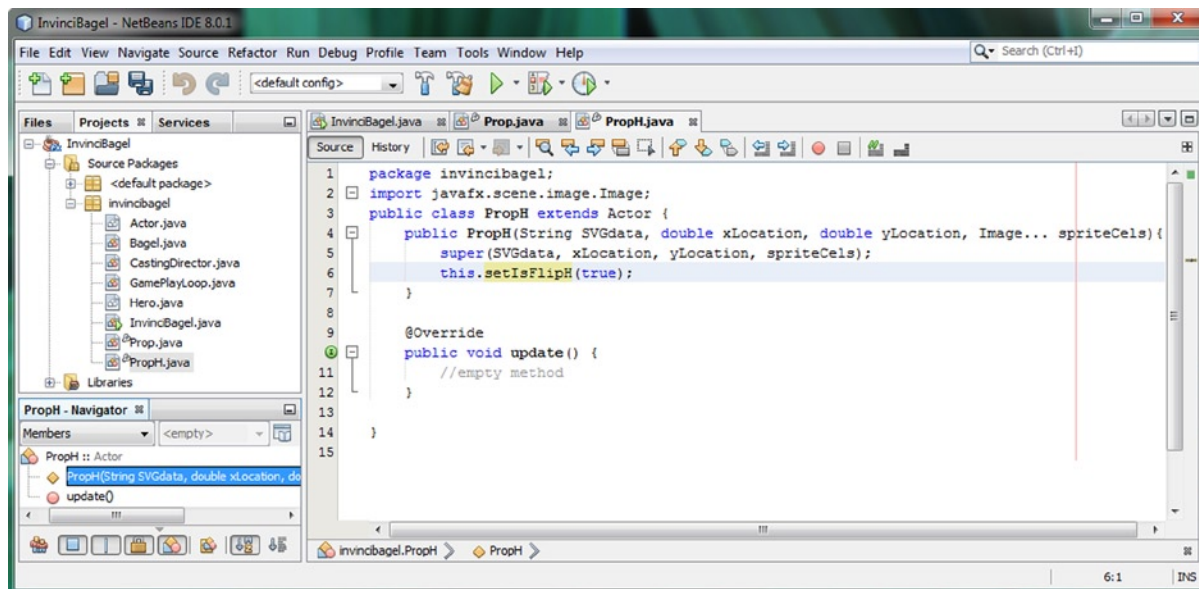 InvinciBagel - NetBeans IDE 8.0.1
File Edit View Navigate Source Refactor Run Debug Profile Team Tools Window Help
Search (Ctrl+I)
<default config>
Files Projects Services
InvinciBagel
Source Packages
<default package>
invincibagel
Actor.java
Bagel.java
CastingDirector.java
GamePlayLoop.java
Hero.java
InvinciBagel.java
Prop.java
PropH.java
Libraries
PropH - Navigator
Members <empty>
PropH :: Actor
PropH(String SVGdata, double xLocation, do
update()
InvinciBagel.java Prop.java PropH.java
Source History
1 package invincibagel;
2 import javafx.scene.image.Image;
3 public class PropH extends Actor {
4 public PropH(String SVGdata, double xLocation, double yLocation, Image... spriteCels){
5 super(SVGdata, xLocation, yLocation, spriteCels);
6 this.setIsFlipH(true);
7 }
8
9 @Override
public void update() {
11 //empty method
12 }
13
14 }
15
invincibagel.PropH PropH
6:1 INS